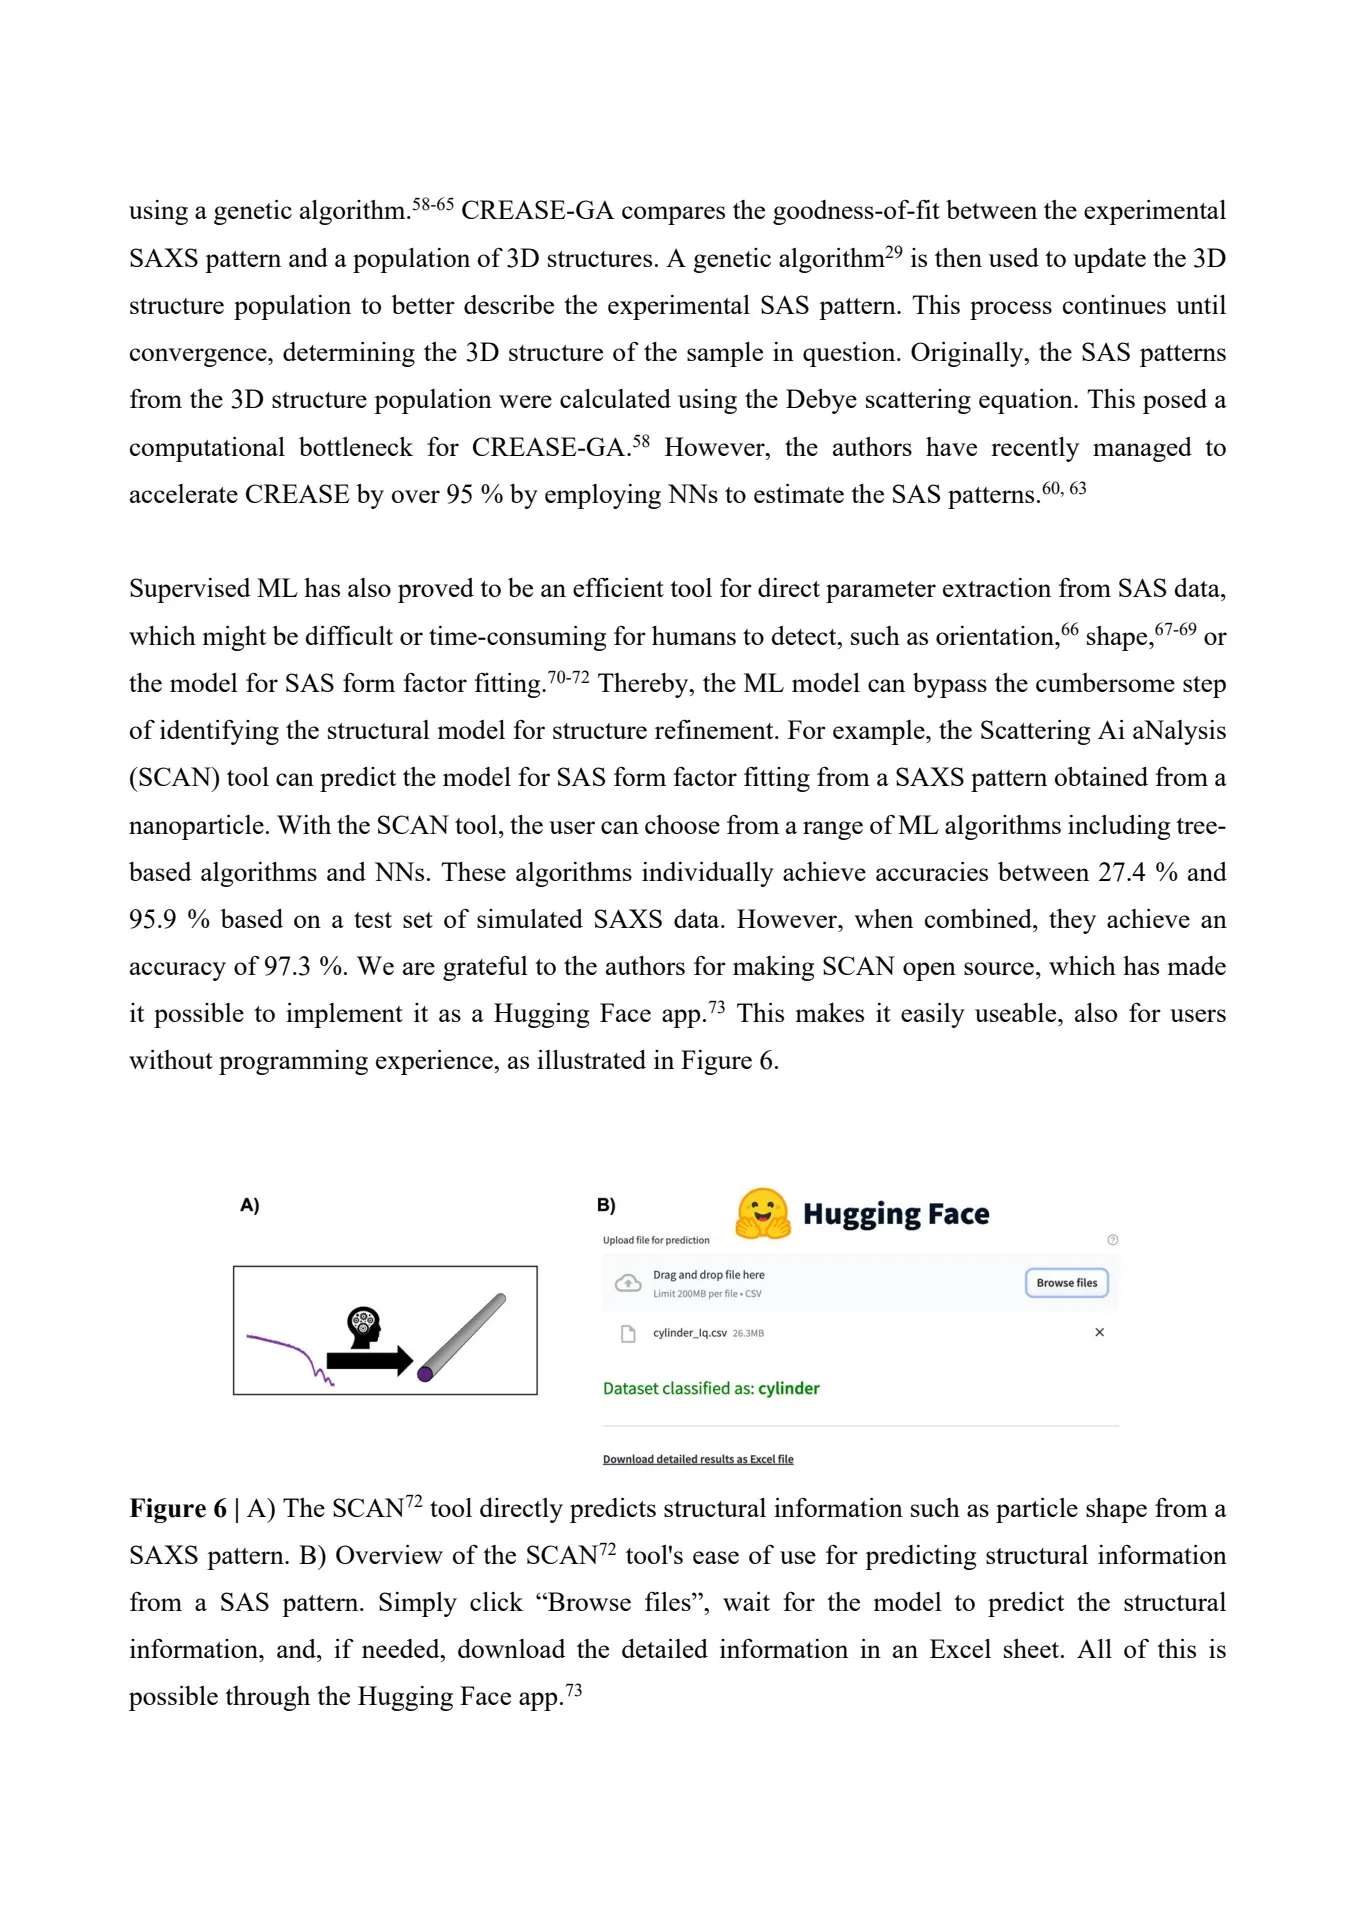 using a genetic algorithm.58-65 CREASE-GA compares the goodness-of-fit between the experimental
SAXS pattern and a population of 3D structures. A genetic algorithm29 is then used to update the 3D
structure population to better describe the experimental SAS pattern. This process continues until
convergence, determining the 3D structure of the sample in question. Originally, the SAS patterns
from the 3D structure population were calculated using the Debye scattering equation. This posed a
computational bottleneck for CREASE-GA.58 However, the authors have recently managed to
accelerate CREASE by over 95 % by employing NNs to estimate the SAS patterns.60, 63
Supervised ML has also proved to be an efficient tool for direct parameter extraction from SAS data,
which might be difficult or time-consuming for humans to detect, such as orientation,66 shape,67-69 or
the model for SAS form factor fitting.70-72 Thereby, the ML model can bypass the cumbersome step
of identifying the structural model for structure refinement. For example, the Scattering Ai aNalysis
(SCAN) tool can predict the model for SAS form factor fitting from a SAXS pattern obtained from a
nanoparticle. With the SCAN tool, the user can choose from a range of ML algorithms including tree-
based algorithms and NNs. These algorithms individually achieve accuracies between 27.4 % and
95.9 % based on a test set of simulated SAXS data. However, when combined, they achieve an
accuracy of 97.3 %. We are grateful to the authors for making SCAN open source, which has made
it possible to implement it as a Hugging Face app.73 This makes it easily useable, also for users
without programming experience, as illustrated in Figure 6.
A)
B)
Hugging Face
Upload file for prediction
Drag and drop file here
Limit 200MB per file • CSV
Browse files
cylinder_Iq.csv 26.3MB
Dataset classified as: cylinder
Download detailed results as Excel file
Figure 6 | A) The SCAN72 tool directly predicts structural information such as particle shape from a
SAXS pattern. B) Overview of the SCAN72 tool's ease of use for predicting structural information
from a SAS pattern. Simply click “Browse files”, wait for the model to predict the structural
information, and, if needed, download the detailed information in an Excel sheet. All of this is
possible through the Hugging Face app.73